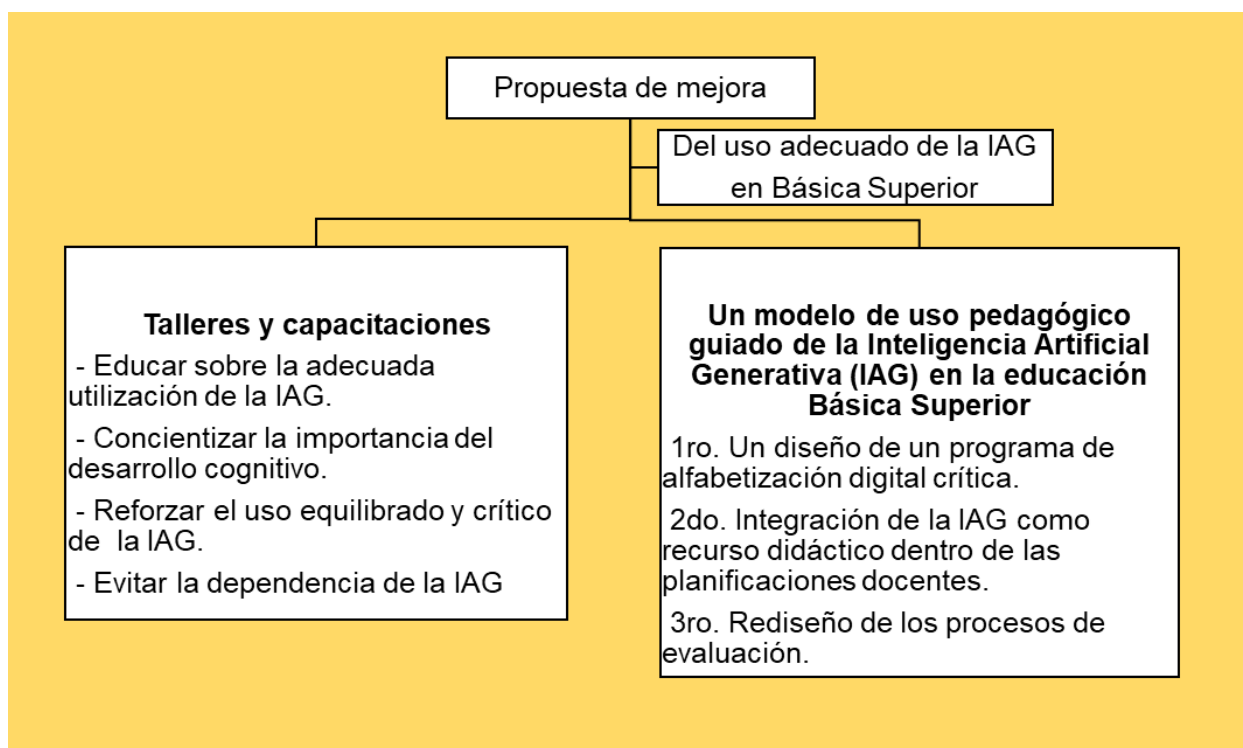 Propuesta de mejora
Del uso adecuado de la IAG
en Básica Superior
Talleres y capacitaciones
- Educar sobre la adecuada
utilización de la IAG.
- Concientizar la importancia del
desarrollo cognitivo.
- Reforzar el uso equilibrado y crítico
de la IAG.
- Evitar la dependencia de la IAG
Un modelo de uso pedagógico
guiado de la Inteligencia Artificial
Generativa (IAG) en la educación
Básica Superior
1ro. Un diseño de un programa de
alfabetización digital crítica.
2do. Integración de la IAG como
recurso didáctico dentro de las
planificaciones docentes.
3ro. Rediseño de los procesos de
evaluación.